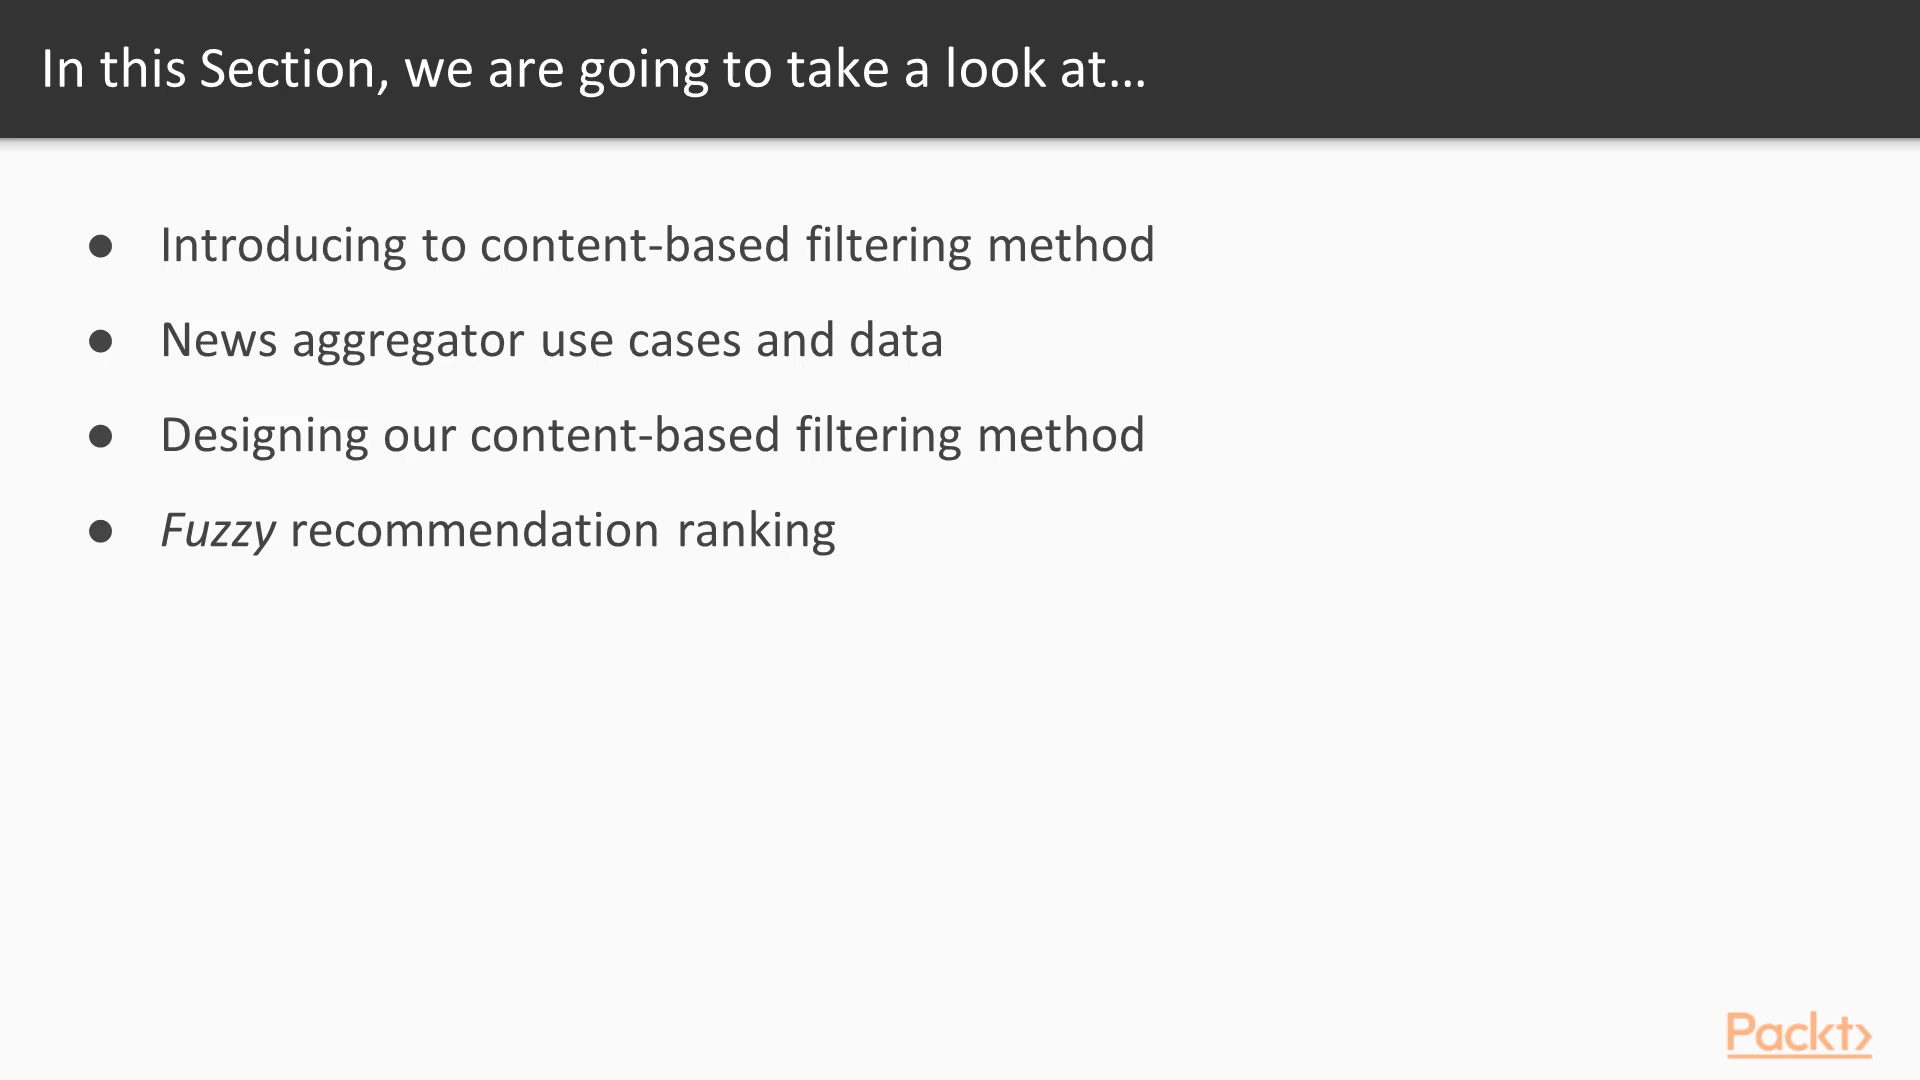 In this Section, we are going to take a look at...
● Introducing to content-based filtering method
● News aggregator use cases and data
● Designing our content-based filtering method
● Fuzzy recommendation ranking
Packt>